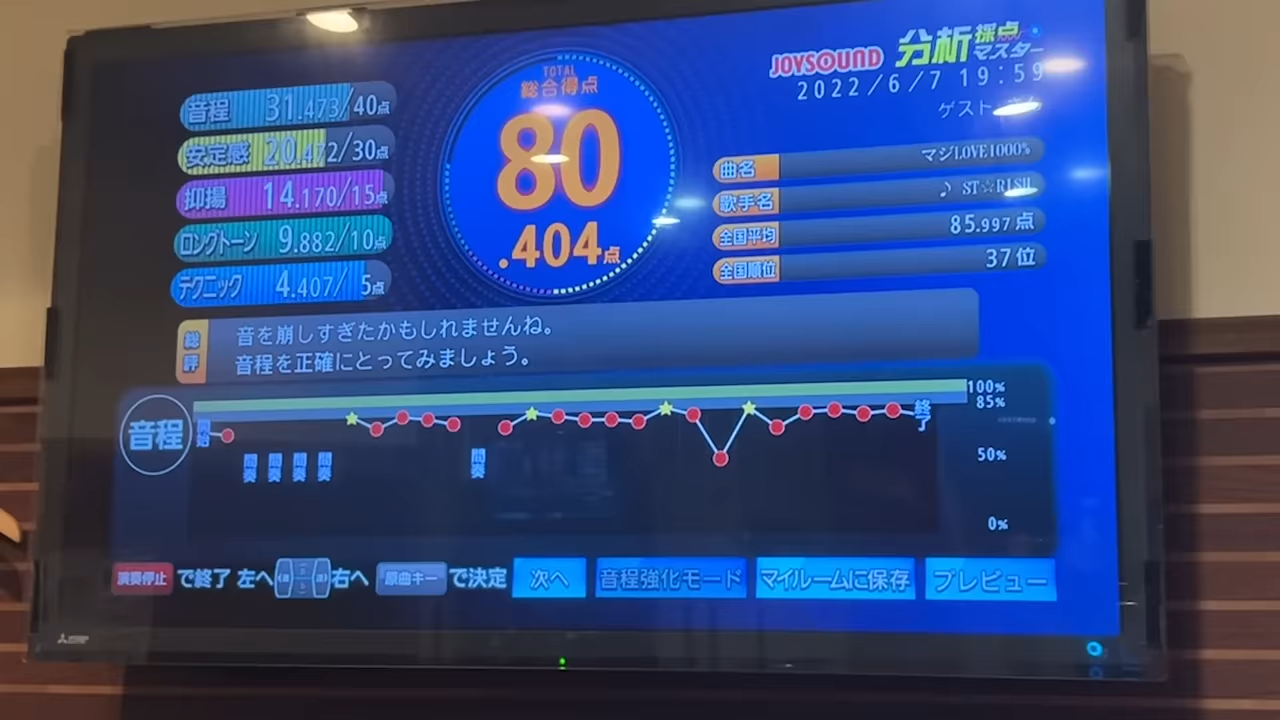 JOYSOUND 分析採点マスター
2022/6/7 19:59
ゲスト さん
音程 31.473/40点
安定感 20.472/30点
抑揚 14.170/15点
ロングトーン 9.882/10点
テクニック 4.407/ 5点
TOTAL
総合得点
80
.404点
曲名 マジLOVE1000%
歌手名 ♪ ST☆RISH
全国平均 85.997点
全国順位 37位
総評
音を崩しすぎたかもしれませんね。
音程を正確にとってみましょう。
音程
100%
85%
50%
0%
開始
間奏
間奏
間奏
間奏
間奏
終了
演奏停止 で終了 左へ 右へ 原曲キー で決定 次へ 音程強化モード マイルームに保存 プレビュー